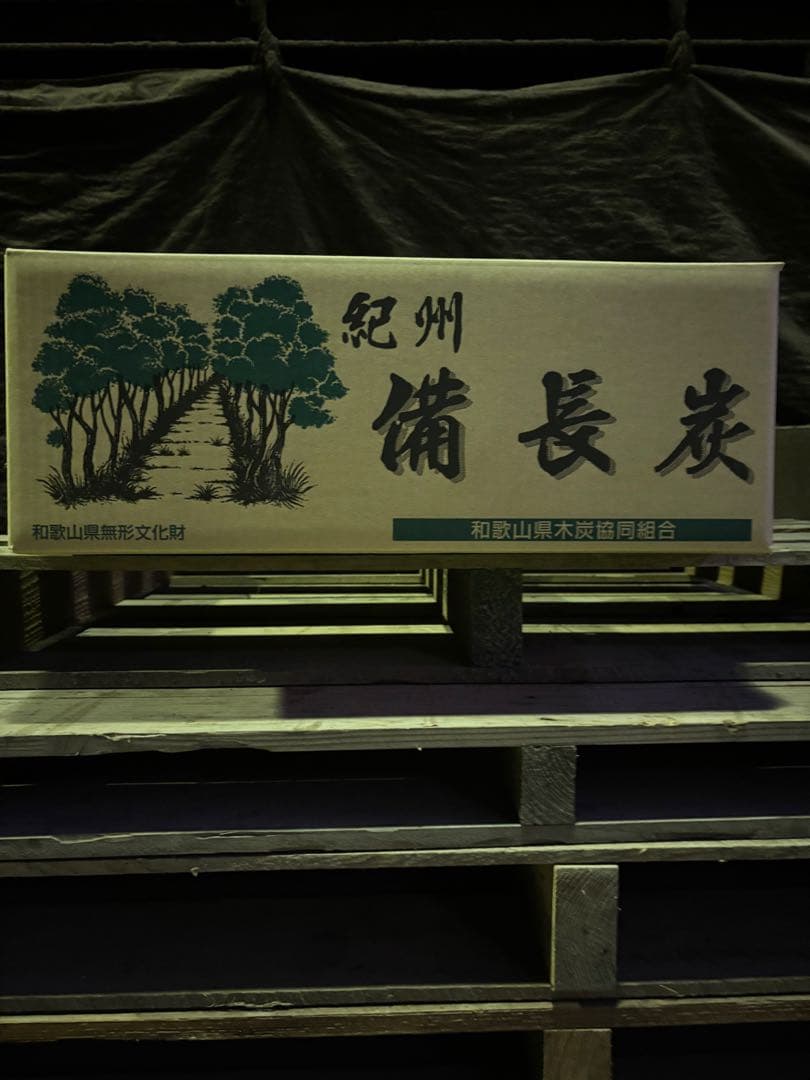 紀州
備長炭
和歌山県無形文化財
和歌山県木炭協同組合